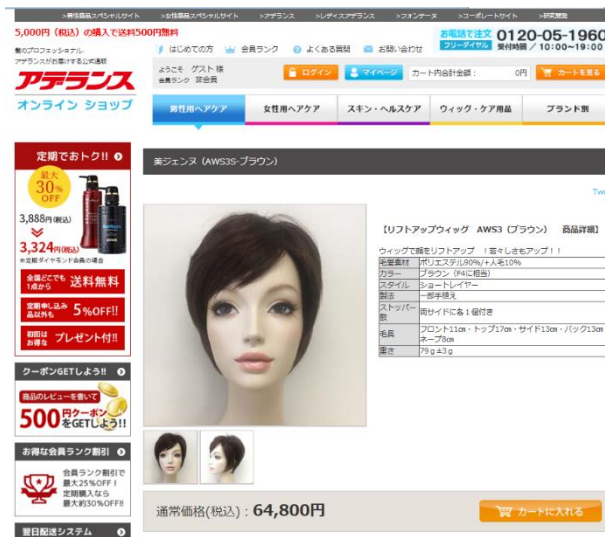 >男性商品スペシャルサイト >女性商品スペシャルサイト >アデランス >レディスアデランス >フォンテーヌ >コーポレートサイト >研究開発
5,000円（税込）の購入で送料500円無料
髪のプロフェッショナル
アデランスがお届けする公式通販
アデランス
オンライン ショップ
はじめての方 会員ランク よくある質問 お問い合わせ
お電話で注文 0120-05-1960
フリーダイヤル 受付時間 / 10:00～19:00
ようこそ ゲスト 様
会員ランク 非会員
ログイン マイページ カート内合計金額： 0円 カートを見る
男性用ヘアケア 女性用ヘアケア スキン・ヘルスケア ウィッグ・ケア用品 ブランド別
定期でおトク!!
最大
30%
OFF
3,888円(税込)
3,324円(税込)
※定期ダイヤモンド会員の場合
全国どこでも
1点から 送料無料
定期申し込み
品以外も 5%OFF!!
初回は
お得な プレゼント付!!
クーポンGETしよう!!
商品のレビューを書いて
500円クーポン
をGETしよう!!
お得な会員ランク割引
会員ランク割引で
最大25%OFF！
定期購入なら
最大約30%OFF!!
翌日配送システム
美ジェンヌ（AWS3S-ブラウン）
Tw
【リフトアップウィッグ AWS3（ブラウン） 商品詳細】
ウィッグで顔をリフトアップ ！若々しさもアップ！！
毛髪素材 ポリエステル90%/+人毛10%
カラー ブラウン（F4に相当）
スタイル ショートレイヤー
製法 一部手植え
ストッパー数 両サイドに各１個付き
毛長 フロント11cm・トップ17cm・サイド13cm・バック13cm
ネープ8cm
重さ 79ｇ±3ｇ
通常価格(税込)：64,800円
カートに入れる